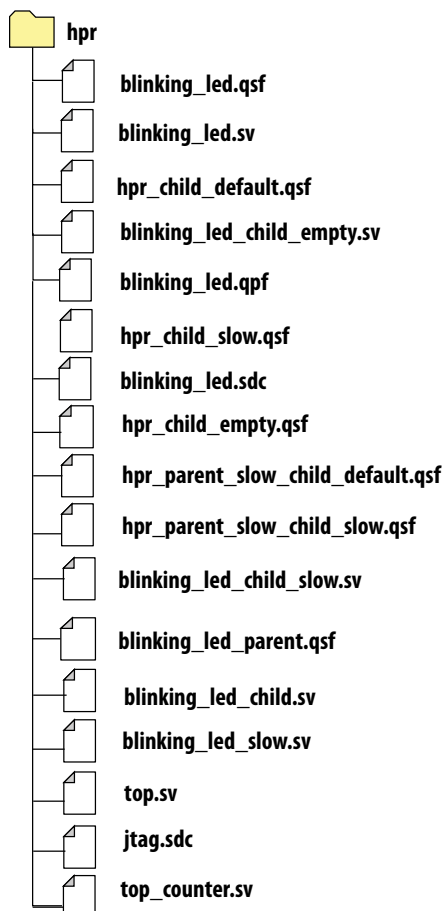 hpr
blinking_led.qsf
blinking_led.sv
hpr_child_default.qsf
blinking_led_child_empty.sv
blinking_led.qpf
hpr_child_slow.qsf
blinking_led.sdc
hpr_child_empty.qsf
hpr_parent_slow_child_default.qsf
hpr_parent_slow_child_slow.qsf
blinking_led_child_slow.sv
blinking_led_parent.qsf
blinking_led_child.sv
blinking_led_slow.sv
top.sv
jtag.sdc
top_counter.sv